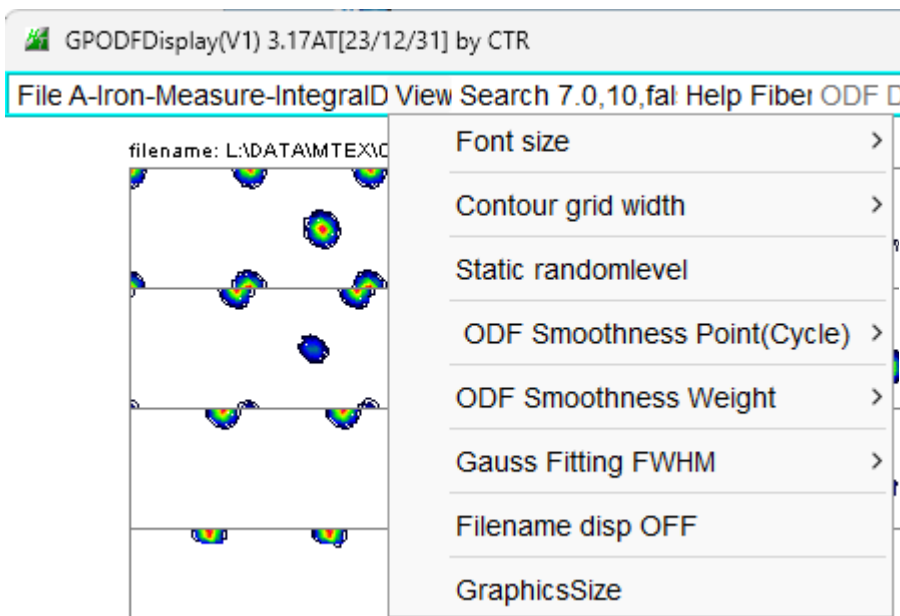 GPODFDisplay(V1) 3.17AT[23/12/31] by CTR
File A-Iron-Measure-IntegralD View Search 7.0,10,fal Help Fiber ODF D
filename: L:\DATA\MTEX\C
Font size
Contour grid width
Static randomlevel
ODF Smoothness Point(Cycle)
ODF Smoothness Weight
Gauss Fitting FWHM
Filename disp OFF
GraphicsSize